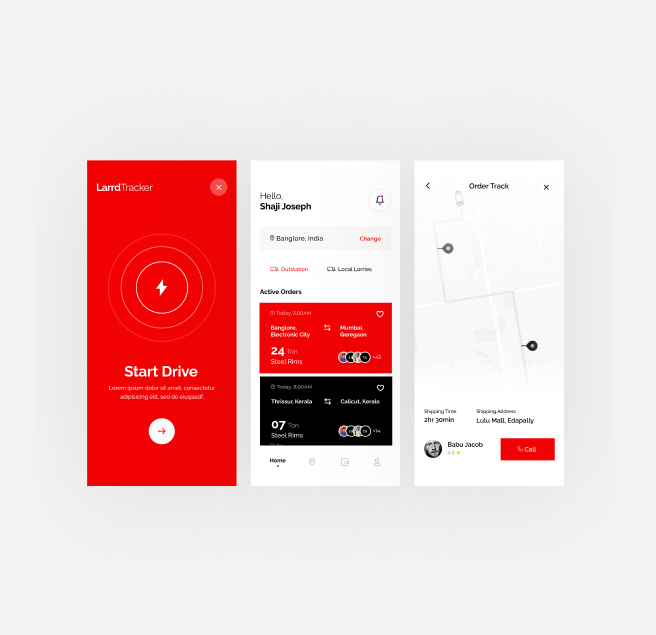 LarrdTracker
Start Drive
Lorem ipsum dolor sit amet, consectetur
adipisicing elit, sed do eiusjasdf.
Hello,
Shaji Joseph
Banglore, India
Change
Outstation
Local Lorries
Active Orders
Today, 3:00AM
Banglore,
Electronic City
Mumbai,
Goregaon
24 Ton
Steel Rims
+43
Today, 8:00AM
Thrissur, Kerala
Calicut, Kerala
07 Ton
Steel Rims
+14
Home
Order Track
Shipping Time
2hr 30min
Shipping Address
Lulu Mall, Edapally
Babu Jacob
4.5
Call